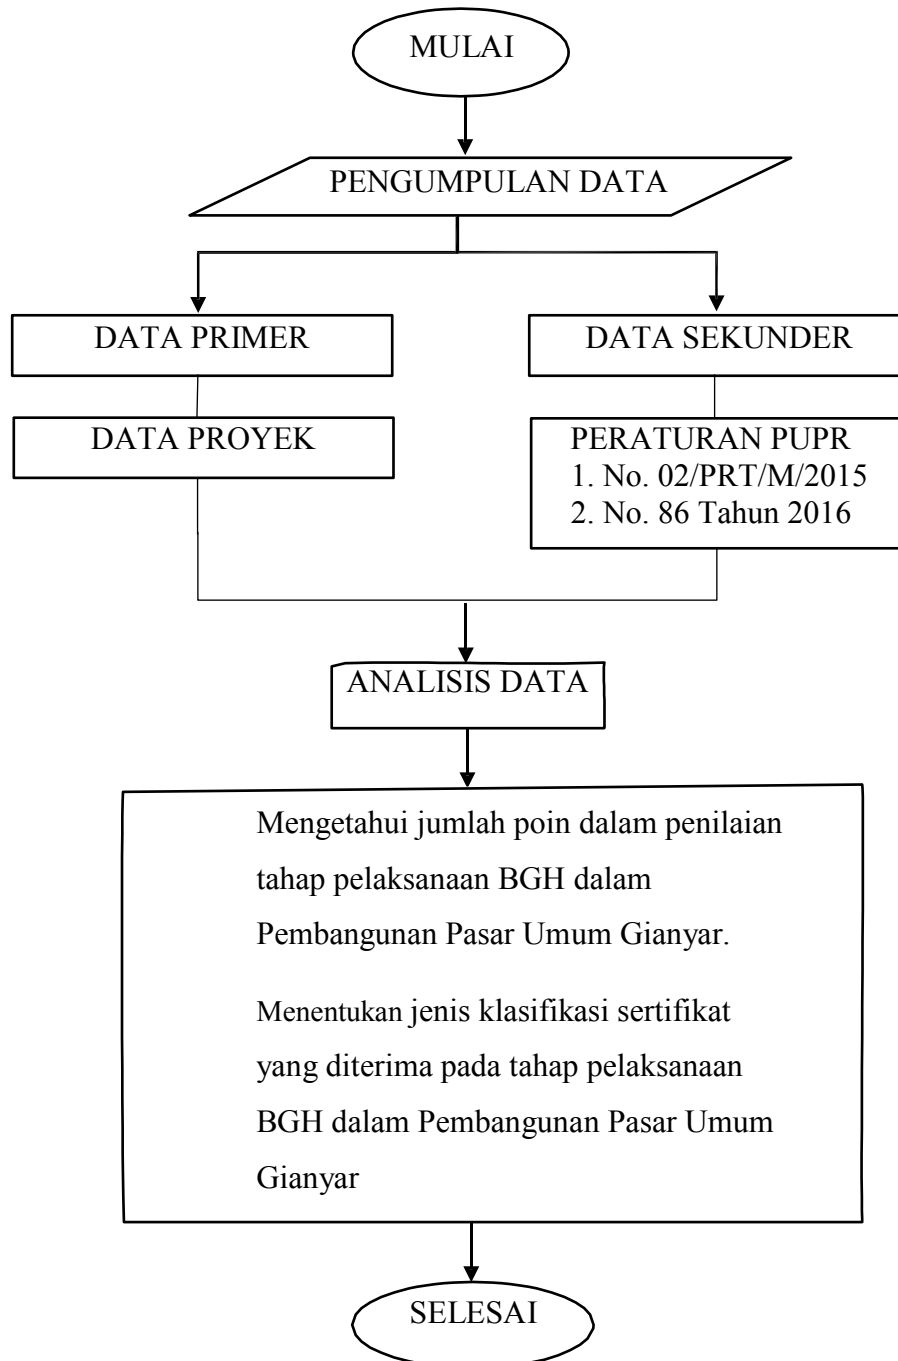 MULAI
PENGUMPULAN DATA
DATA PRIMER
DATA SEKUNDER
DATA PROYEK
PERATURAN PUPR
1. No. 02/PRT/M/2015
2. No. 86 Tahun 2016
ANALISIS DATA
Mengetahui jumlah poin dalam penilaian
tahap pelaksanaan BGH dalam
Pembangunan Pasar Umum Gianyar.
Menentukan jenis klasifikasi sertifikat
yang diterima pada tahap pelaksanaan
BGH dalam Pembangunan Pasar Umum
Gianyar
SELESAI